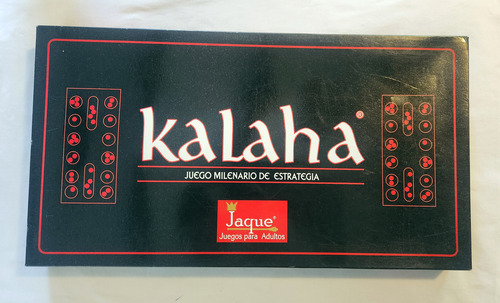 kalaha®
JUEGO MILENARIO DE ESTRATEGIA
Jaque®
Juegos para Adultos